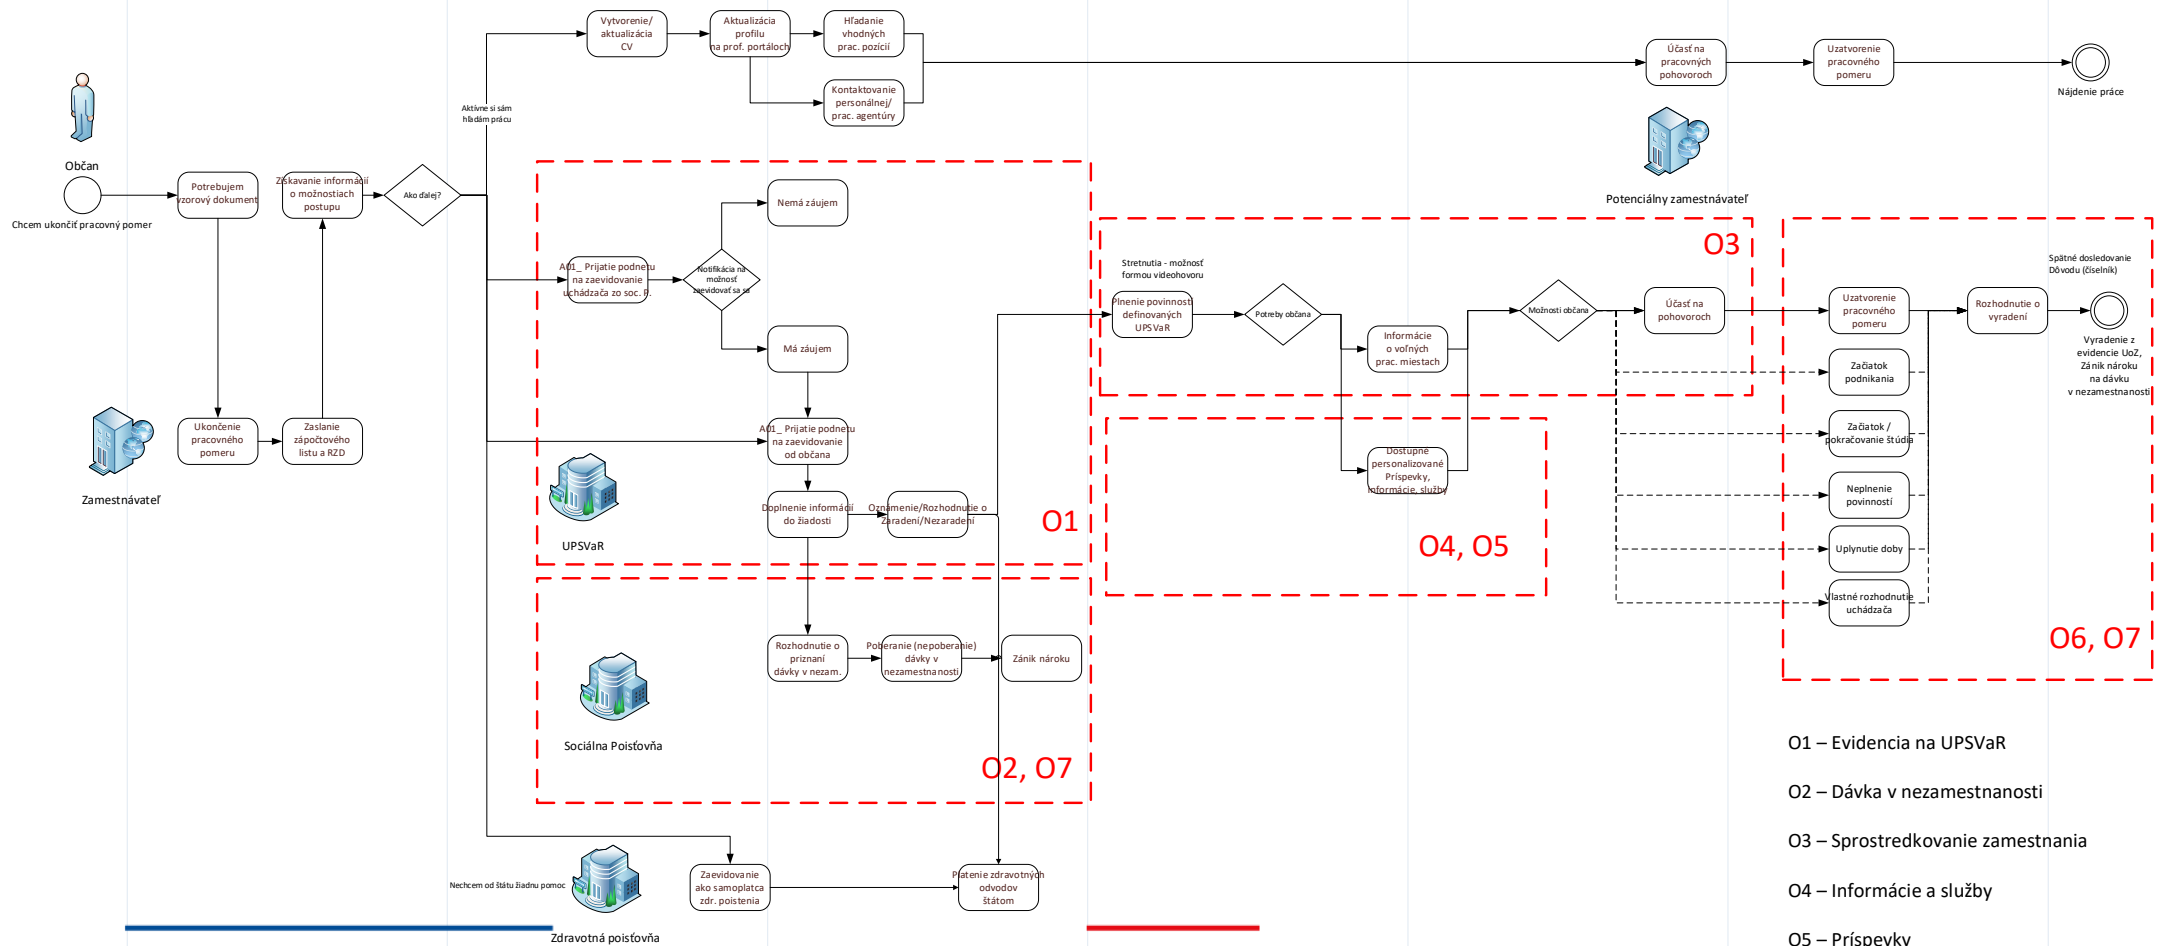 Vytvorenie/
aktualizácia
CV
Aktualizácia
profilu
na prof. portáloch
Hľadanie
vhodných
prac. pozícií
Kontaktovanie
personálnej/
prac. agentúry
Účasť na
pracovných
pohovoroch
Uzatvorenie
pracovného
pomeru
Nájdenie práce
Aktívne si sám
hľadám prácu
Občan
Chcem ukončiť pracovný pomer
Potrebujem
vzorový dokument
Získavanie informácií
o možnostiach
postupu
Ako ďalej?
Potenciálny zamestnávateľ
Nemá záujem
A01_ Prijatie podnetu
na zaevidovanie
uchádzača zo soc. P.
Notifikácia na
možnosť
zaevidovať sa sa
Má záujem
A01_ Prijatie podnetu
na zaevidovanie
od občana
Doplnenie informácií
do žiadosti
Oznámenie/Rozhodnutie o
Zaradení/Nezaradení
UPSVaR
O1
Zamestnávateľ
Ukončenie
pracovného
pomeru
Zaslanie
zápočtového
listu a RZD
Stretnutia - možnosť
formou videohovoru
Plnenie povinností
definovaných
UPSVaR
Potreby občana
Informácie
o voľných
prac. miestach
Možnosti občana
Účasť na
pohovoroch
O3
Dostupné
personalizované
Príspevky,
informácie, služby
O4, O5
Spätné dosledovanie
Dôvodu (číselník)
Uzatvorenie
pracovného
pomeru
Rozhodnutie o
vyradení
Vyradenie z
evidencie UoZ,
Zánik nároku
na dávku
v nezamestnanosti
Začiatok
podnikania
Začiatok /
pokračovanie štúdia
Neplnenie
povinností
Uplynutie doby
Vlastné rozhodnutie
uchádzača
O6, O7
Rozhodnutie o
priznaní
dávky v nezam.
Poberanie (nepoberanie)
dávky v
nezamestnanosti
Zánik nároku
Sociálna Poisťovňa
O2, O7
Nechcem od štátu žiadnu pomoc
Zaevidovanie
ako samoplatca
zdr. poistenia
Platenie zdravotných
odvodov
štátom
Zdravotná poisťovňa
O1 – Evidencia na UPSVaR
O2 – Dávka v nezamestnanosti
O3 – Sprostredkovanie zamestnania
O4 – Informácie a služby
O5 – Príspevky